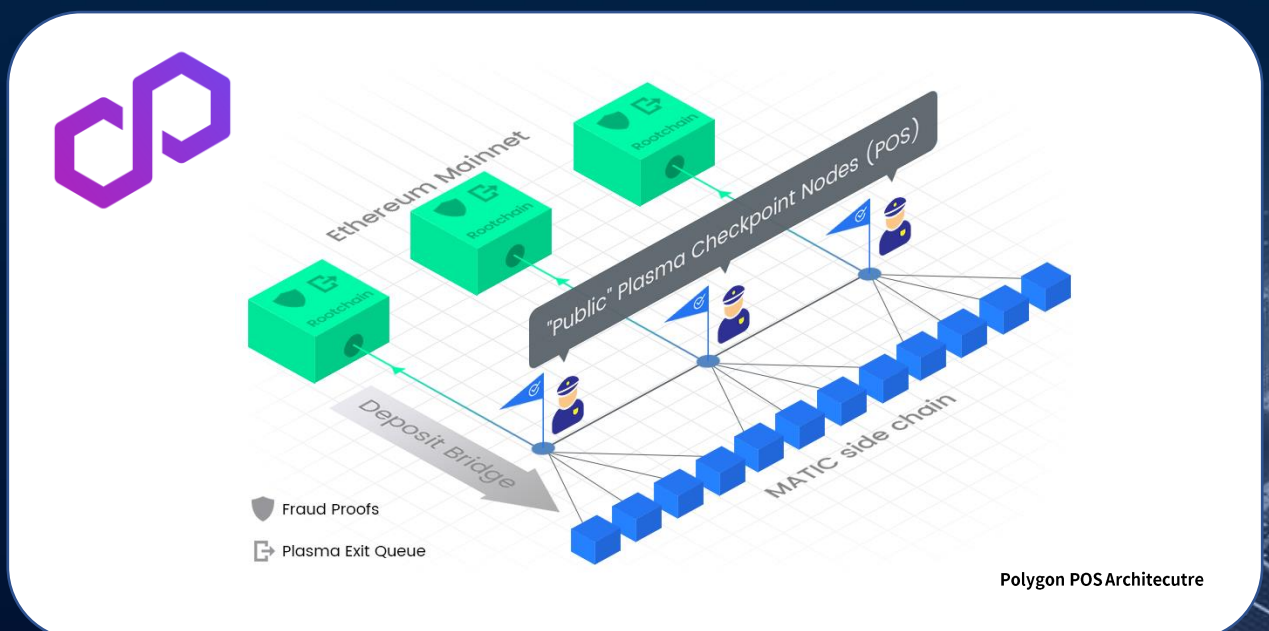 Ethereum Mainnet
Rootchain
Rootchain
Rootchain
"Public" Plasma Checkpoint Nodes (POS)
Deposit Bridge
MATIC side chain
Fraud Proofs
Plasma Exit Queue
Polygon POS Architecutre